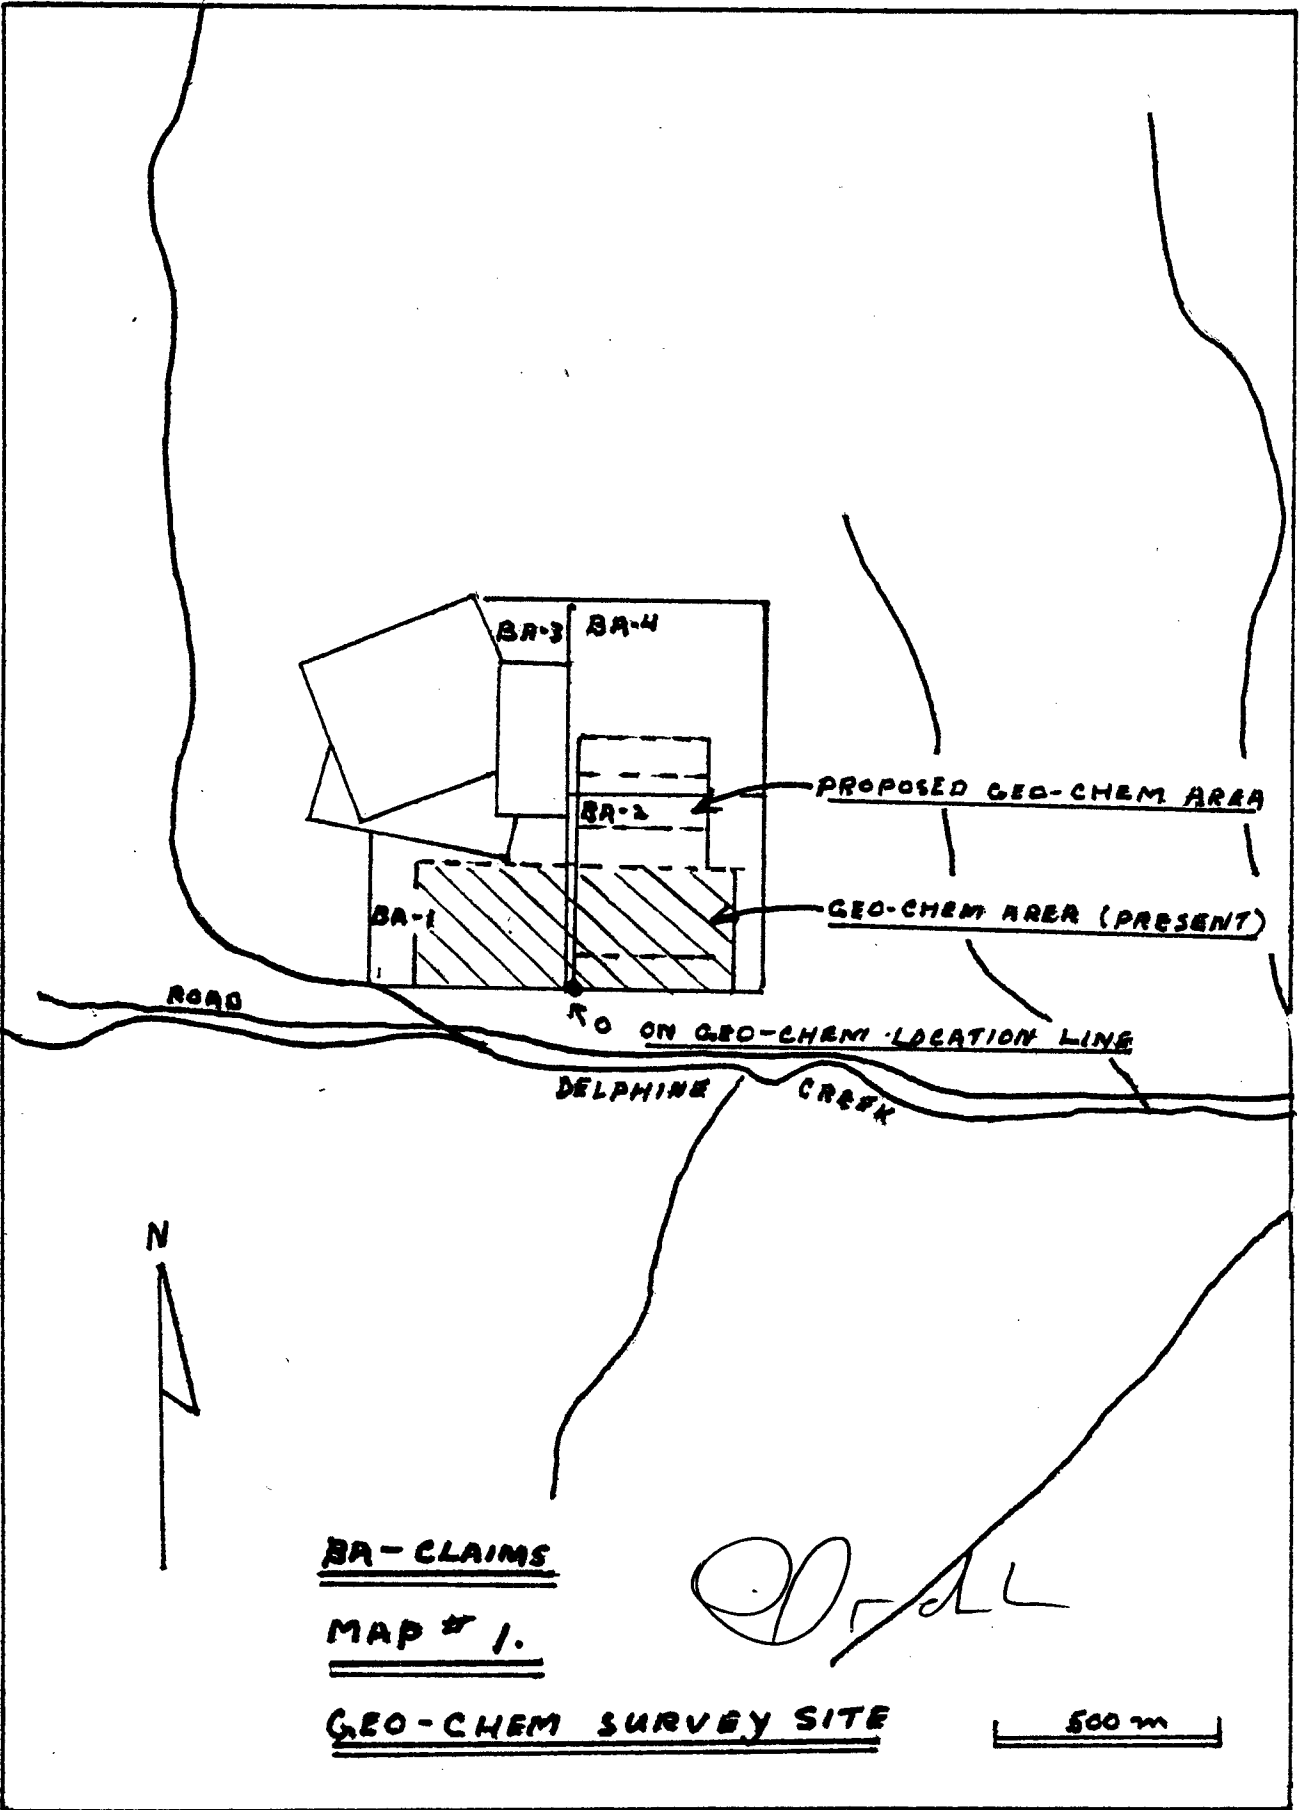 BA-3 BA-4
PROPOSED GEO-CHEM AREA
BA-2
BA-1
GEO-CHEM AREA (PRESENT)
ROAD
O ON GEO-CHEM LOCATION LINE
DELPHINE CREEK
N
BA-CLAIMS
MAP # 1.
GEO-CHEM SURVEY SITE
500 m